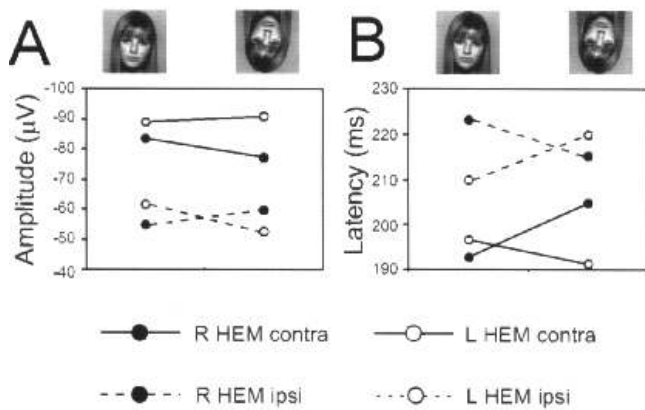 A
B
Amplitude (µV)
-100
-90
-80
-70
-60
-50
-40
Latency (ms)
230
220
210
200
190
R HEM contra
L HEM contra
R HEM ipsi
L HEM ipsi